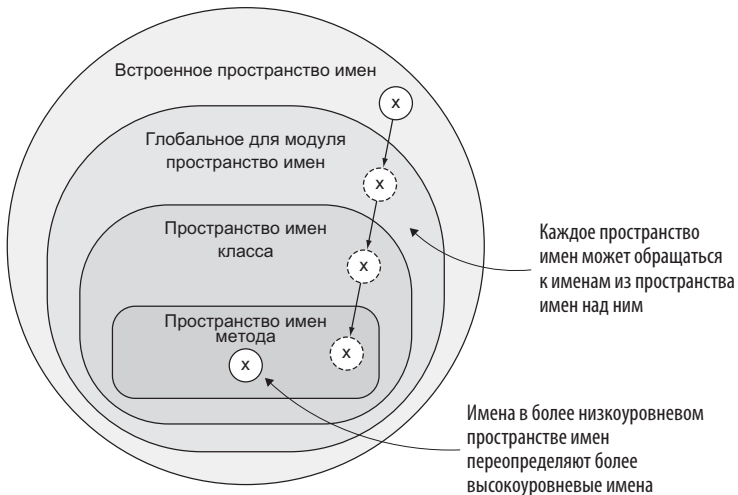 Встроенное пространство имен
x
Глобальное для модуля
пространство имен
x
Пространство имен
класса
x
Пространство имен
метода
x
x
Каждое пространство
имен может обращаться
к именам из пространства
имен над ним
Имена в более низкоуровневом
пространстве имен
переопределяют более
высокоуровневые имена